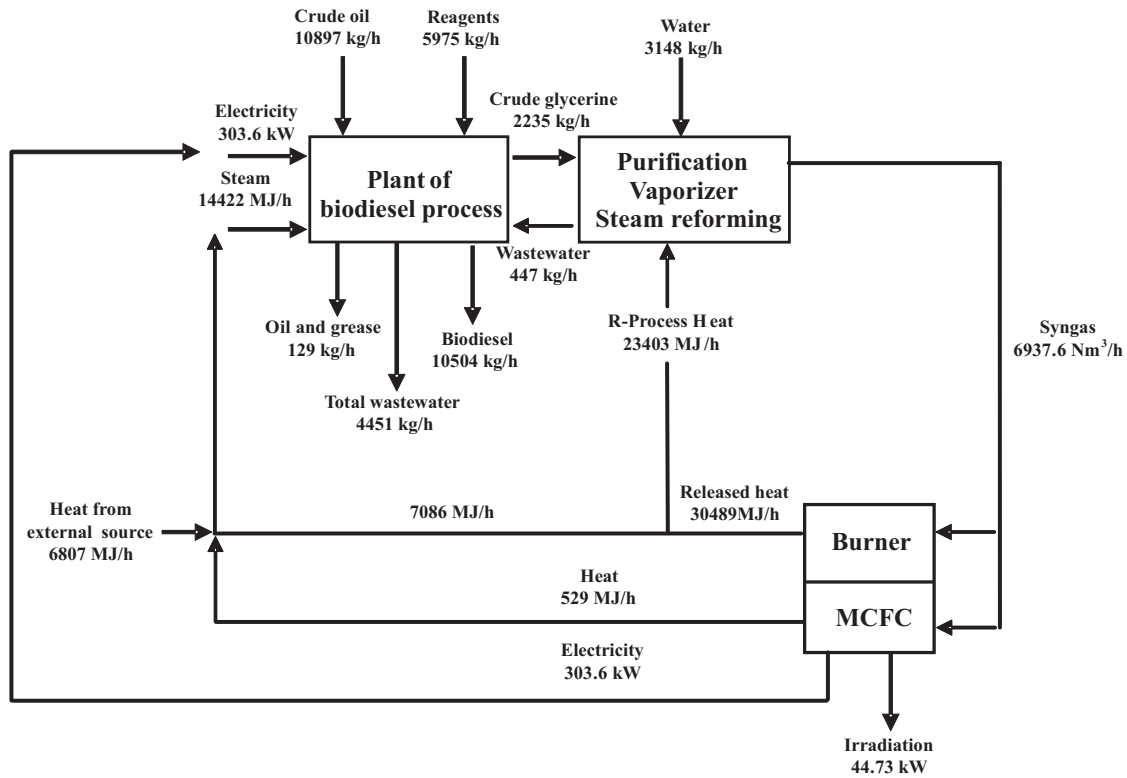 Crude oil
10897 kg/h
Reagents
5975 kg/h
Water
3148 kg/h
Electricity
303.6 kW
Crude glycerine
2235 kg/h
Steam
14422 MJ/h
Plant of
biodiesel process
Purification
Vaporizer
Steam reforming
Wastewater
447 kg/h
Oil and grease
129 kg/h
Biodiesel
10504 kg/h
Total wastewater
4451 kg/h
R-Process Heat
23403 MJ/h
Syngas
6937.6 Nm³/h
Heat from
external source
6807 MJ/h
7086 MJ/h
Released heat
30489MJ/h
Burner
Heat
529 MJ/h
MCFC
Electricity
303.6 kW
Irradiation
44.73 kW